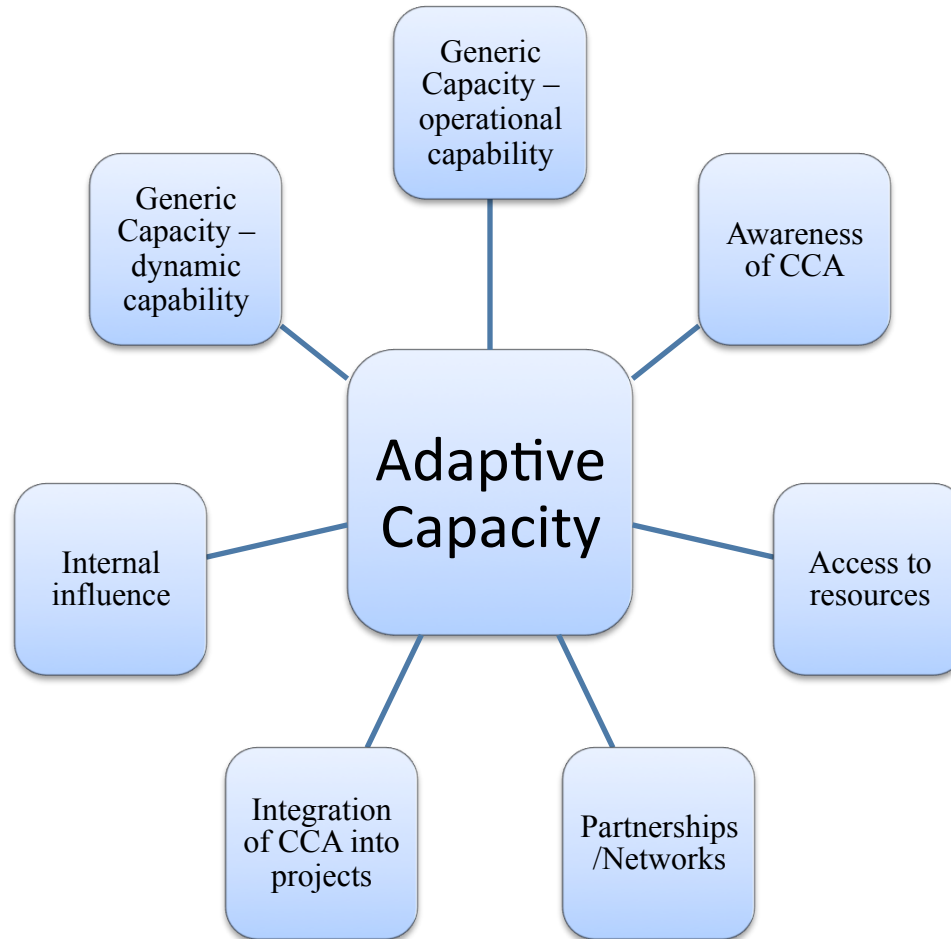 Generic
Capacity –
operational
capability
Generic
Capacity –
dynamic
capability
Awareness
of CCA
Adaptive
Capacity
Internal
influence
Access to
resources
Integration
of CCA into
projects
Partnerships
/Networks